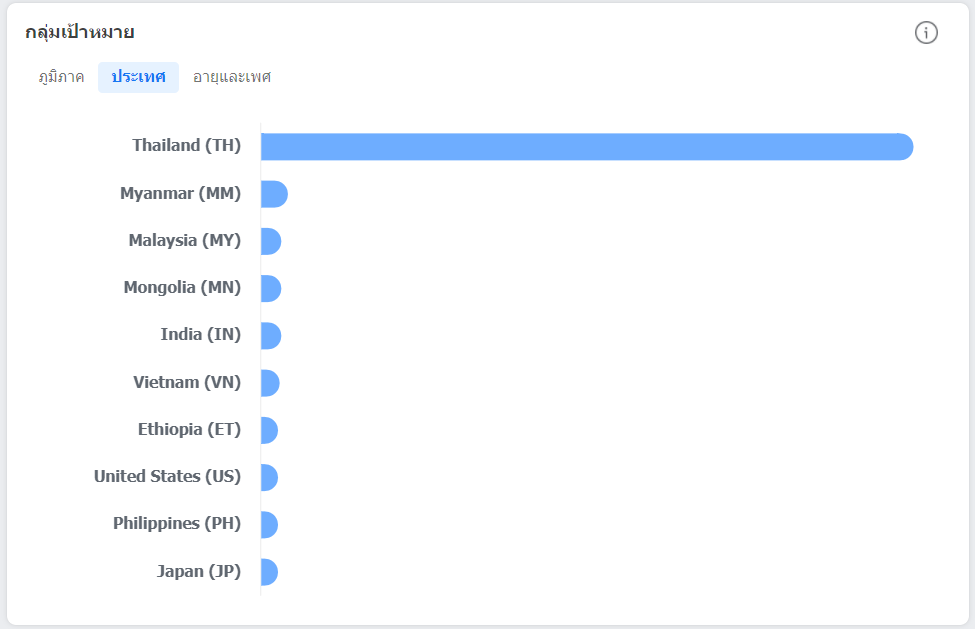 กลุ่มเป้าหมาย
ภูมิภาค ประเทศ อายุและเพศ
Thailand (TH)
Myanmar (MM)
Malaysia (MY)
Mongolia (MN)
India (IN)
Vietnam (VN)
Ethiopia (ET)
United States (US)
Philippines (PH)
Japan (JP)